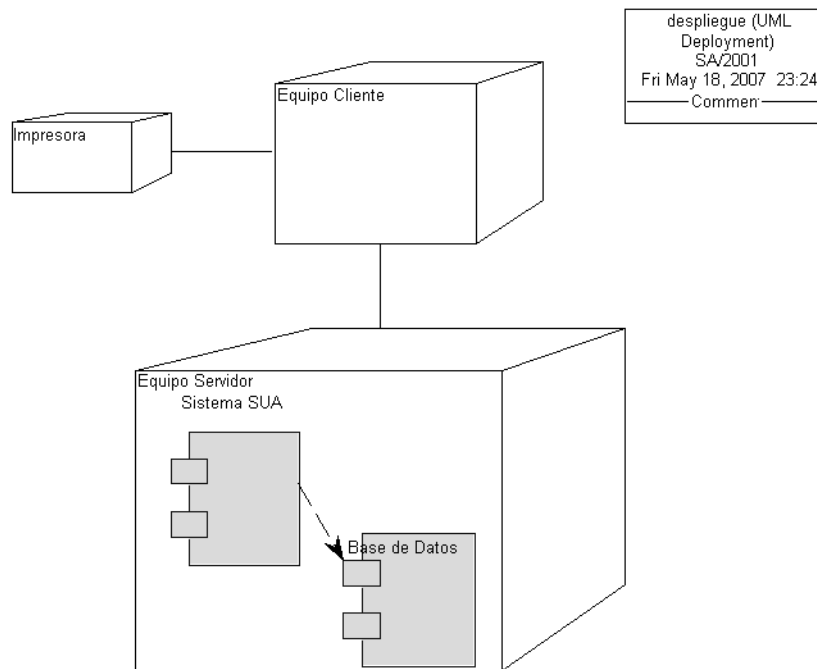 despliegue (UML
Deployment)
SA/2001
Fri May 18, 2007 23:24
Commen
Equipo Cliente
Impresora
Equipo Servidor
Sistema SUA
Base de Datos